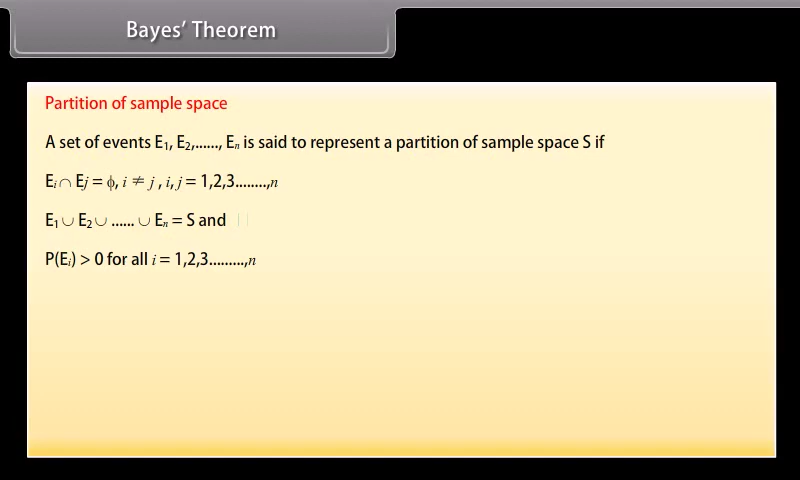 Bayes’ Theorem
Partition of sample space
A set of events E₁, E₂,......, Eₙ is said to represent a partition of sample space S if
Eᵢ ∩ Ej = ϕ, i ≠ j , i, j = 1,2,3........,n
E₁ ∪ E₂ ∪ ...... ∪ Eₙ = S and
P(Eᵢ) > 0 for all i = 1,2,3.........,n